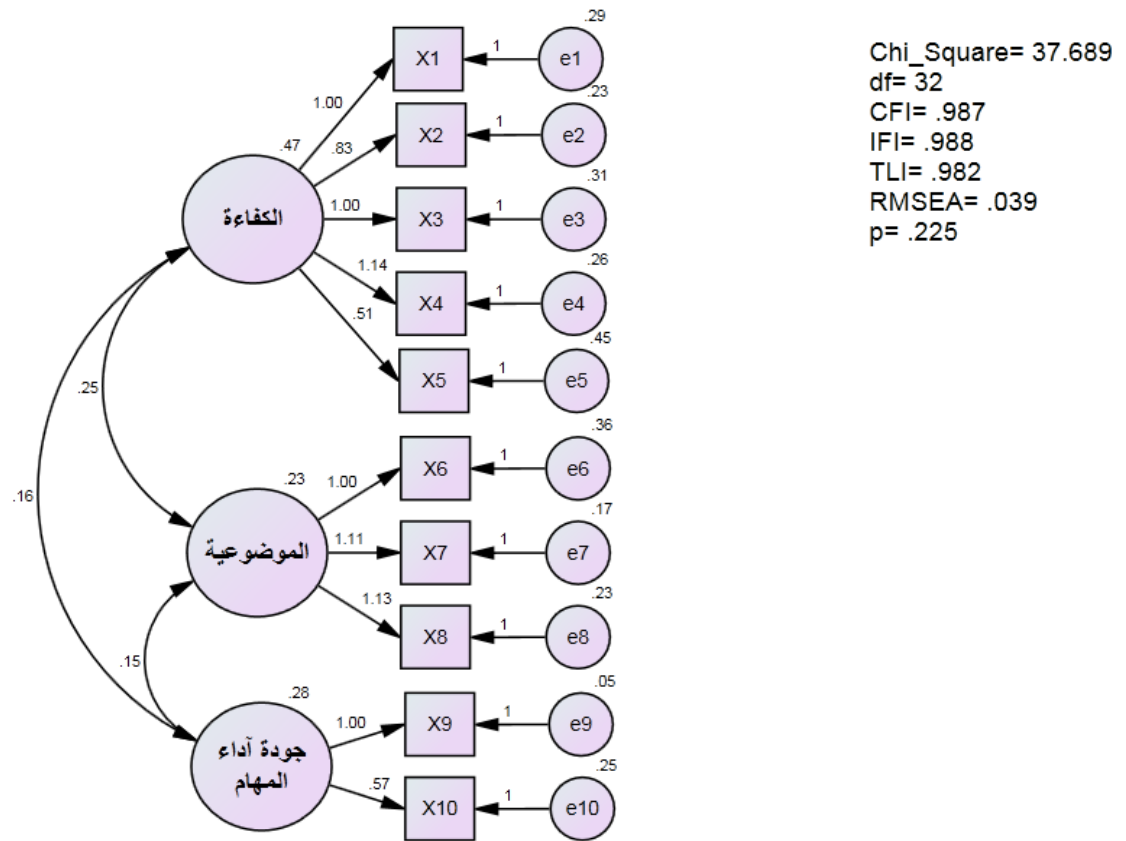 .29
X1
1
e1
1.00
.23
.47
.83
X2
1
e2
.31
الكفاءة
1.00
X3
1
e3
.26
1.14
X4
1
e4
.51
.45
X5
1
e5
.25
.36
.16
.23
1.00
X6
1
e6
.17
الموضوعية
1.11
X7
1
e7
.23
1.13
X8
1
e8
.15
.05
.28
1.00
X9
1
e9
جودة آداء
المهام
.25
.57
X10
1
e10
Chi_Square= 37.689
df= 32
CFI= .987
IFI= .988
TLI= .982
RMSEA= .039
p= .225